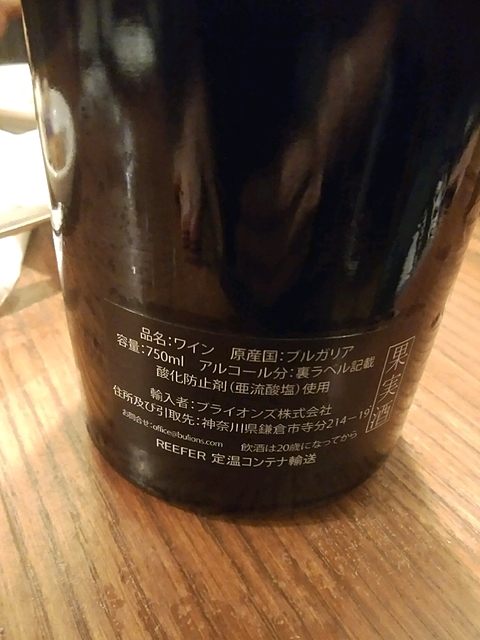 品名：ワイン　原産国：ブルガリア
容量：750ml　アルコール分：裏ラベル記載
酸化防止剤（亜硫酸塩）使用
輸入者：ブライオンズ株式会社
住所及び引取先：神奈川県鎌倉市寺分214-19
お問合せ：office@bulions.com　飲酒は20歳になってから
REEFER 定温コンテナ輸送
果実酒